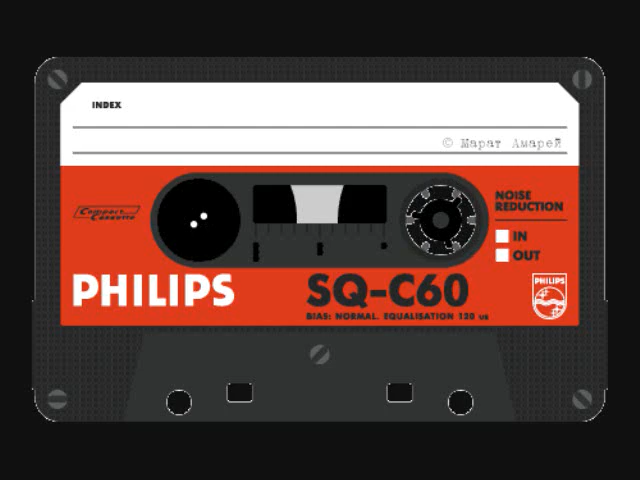 INDEX
© Марат Амарей
Compact
Cassette
NOISE
REDUCTION
IN
OUT
PHILIPS
SQ-C60
PHILIPS
BIAS: NORMAL. EQUALISATION 120 us